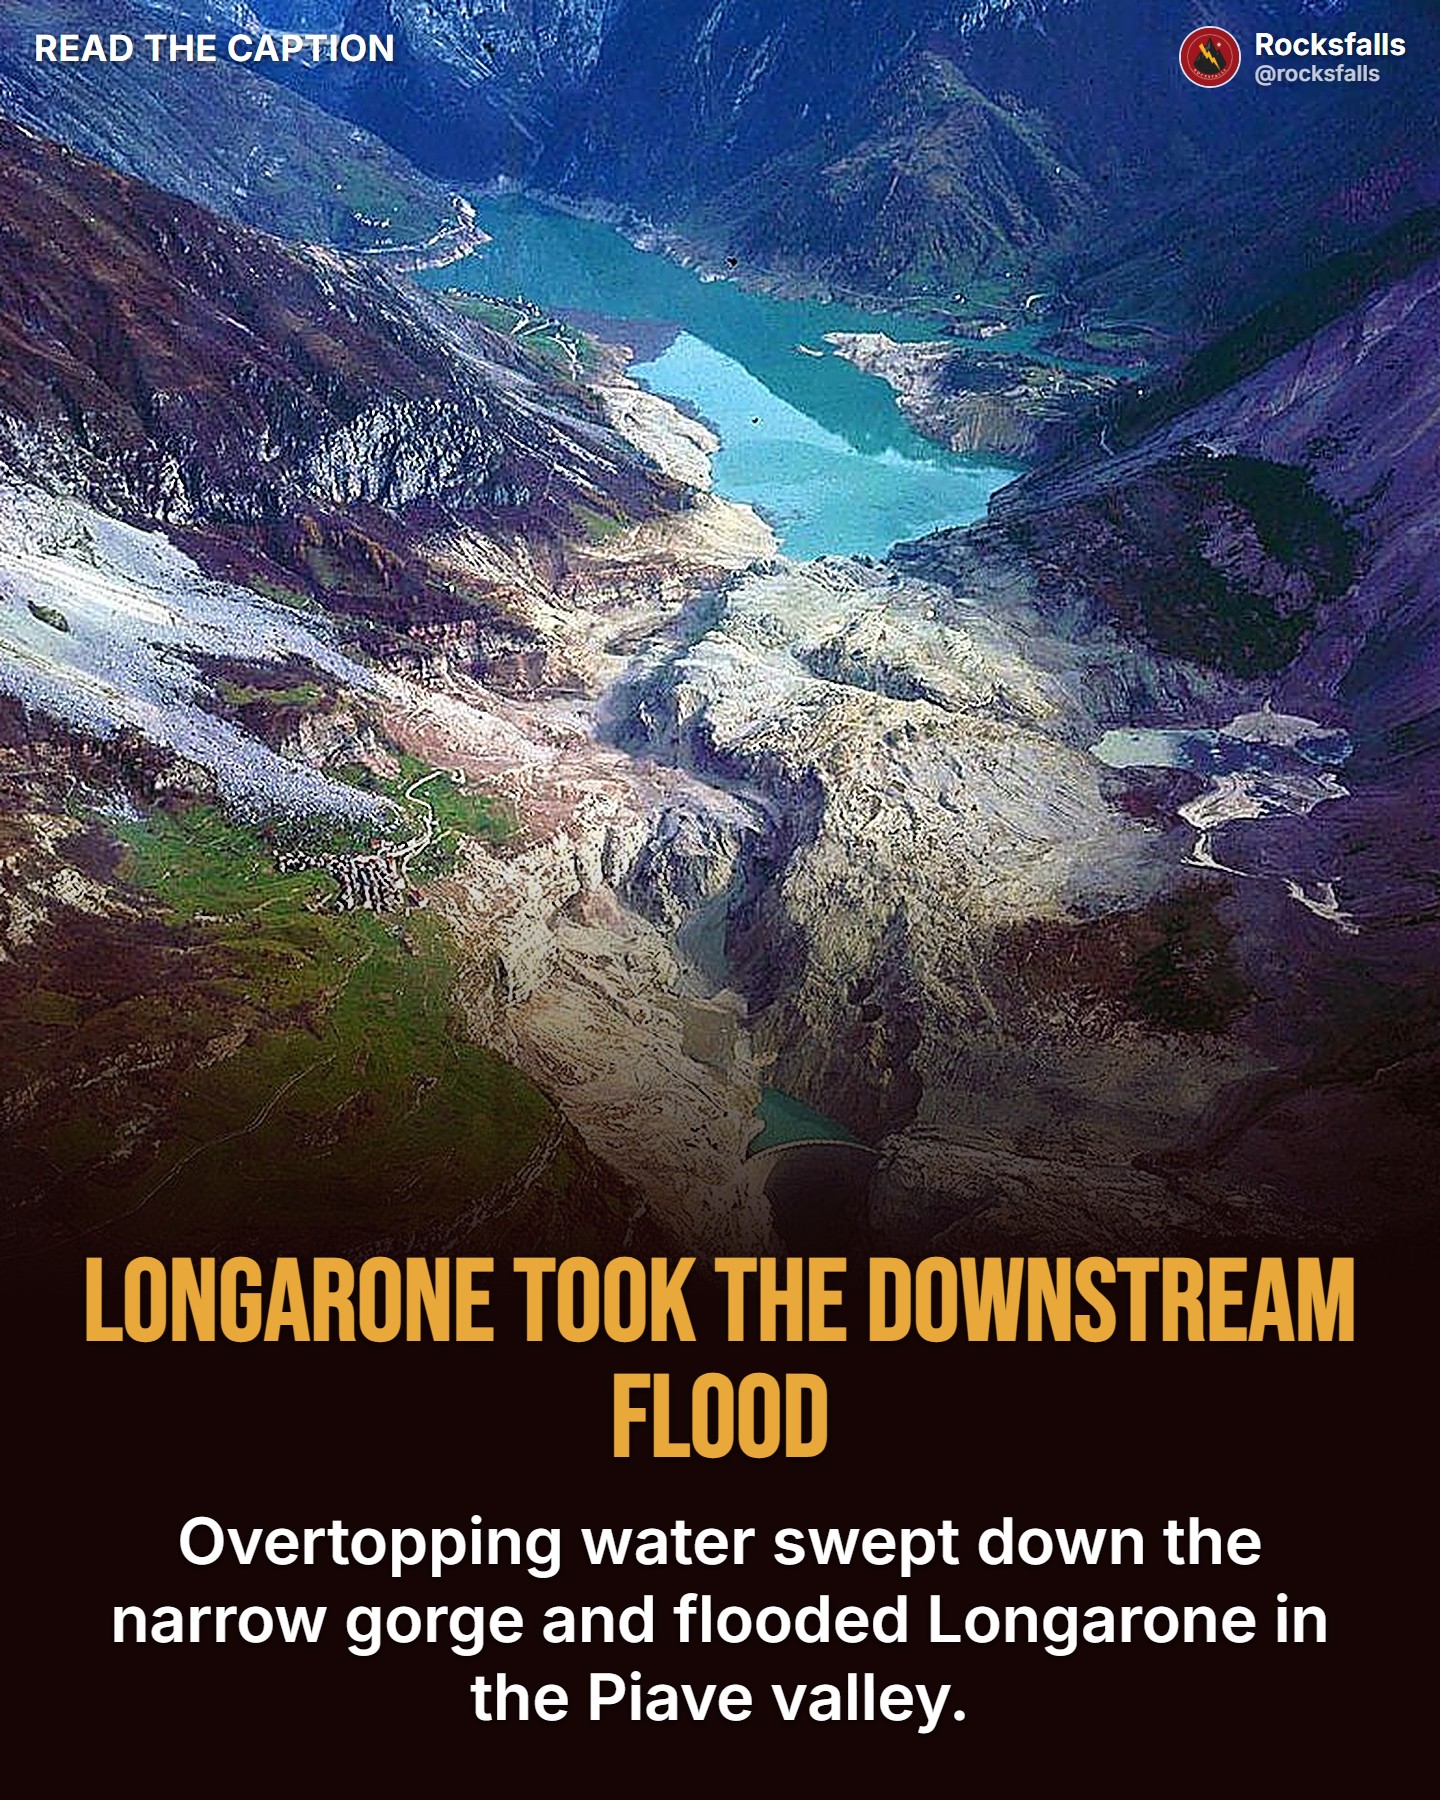 READ THE CAPTION
Rocksfalls
@rocksfalls
LONGARONE TOOK THE DOWNSTREAM
FLOOD
Overtopping water swept down the
narrow gorge and flooded Longarone in
the Piave valley.